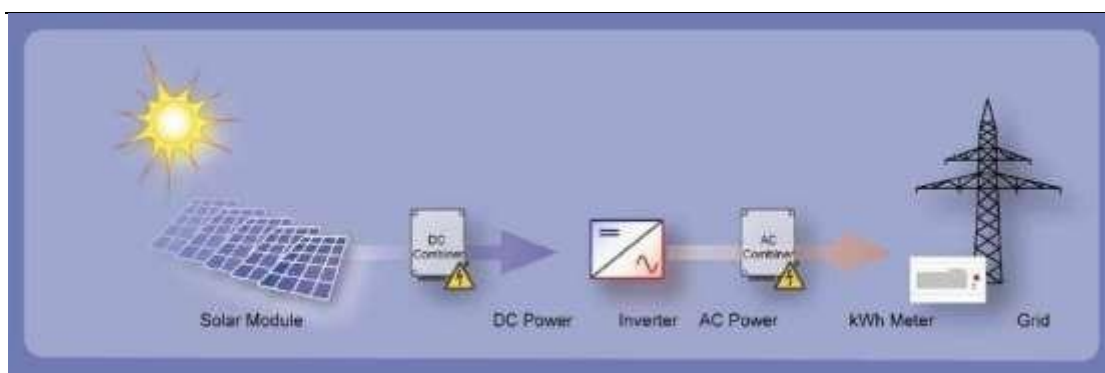 DC
Combiner
AC
Combiner
Solar Module
DC Power
Inverter
AC Power
kWh Meter
Grid